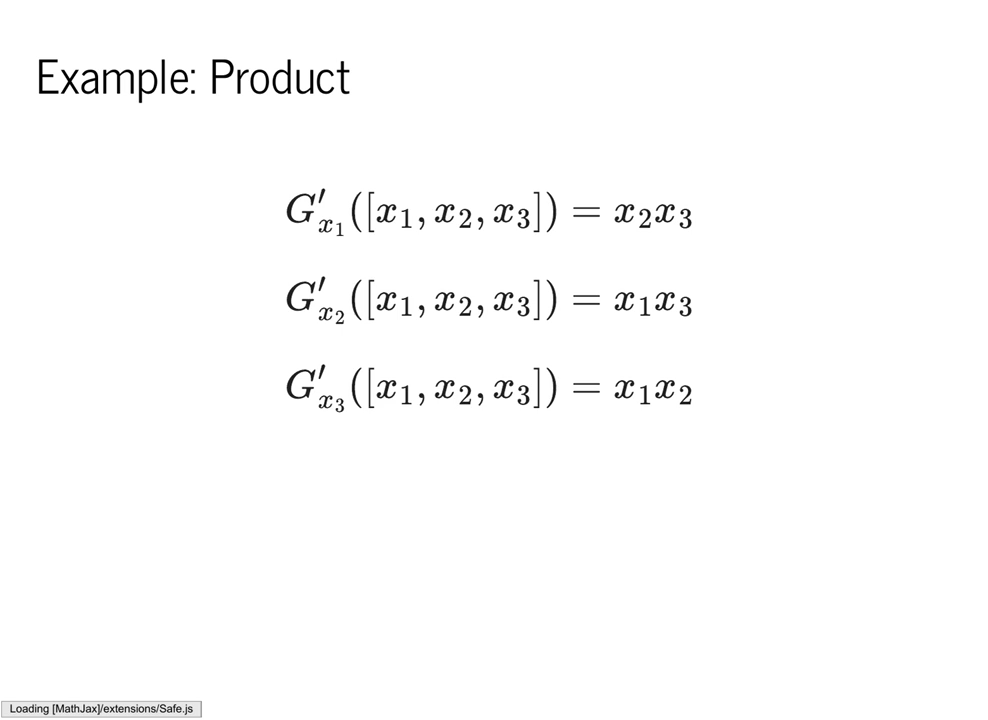 Example: Product
G′x₁([x₁, x₂, x₃]) = x₂x₃
G′x₂([x₁, x₂, x₃]) = x₁x₃
G′x₃([x₁, x₂, x₃]) = x₁x₂
Loading [MathJax]/extensions/Safe.js